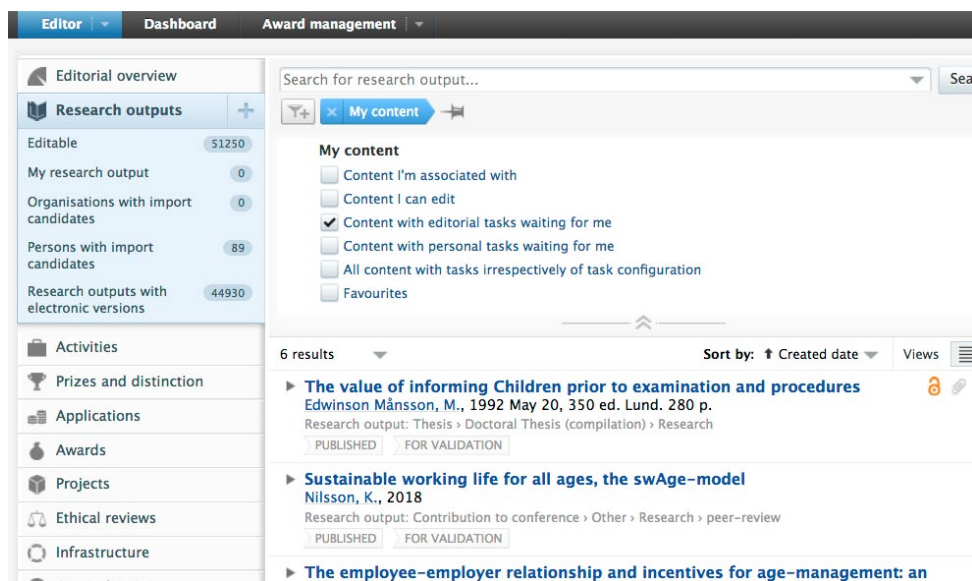 Editor
Dashboard
Award management
Editorial overview
Research outputs
Editable 51250
My research output 0
Organisations with import 0
candidates
Persons with import 89
candidates
Research outputs with 44930
electronic versions
Activities
Prizes and distinction
Applications
Awards
Projects
Ethical reviews
Infrastructure
Search for research output...
Sea
My content
My content
Content I'm associated with
Content I can edit
Content with editorial tasks waiting for me
Content with personal tasks waiting for me
All content with tasks irrespectively of task configuration
Favourites
6 results Sort by: Created date Views
The value of informing Children prior to examination and procedures
Edwinson Månsson, M., 1992 May 20, 350 ed. Lund. 280 p.
Research output: Thesis › Doctoral Thesis (compilation) › Research
PUBLISHED FOR VALIDATION
Sustainable working life for all ages, the swAge-model
Nilsson, K., 2018
Research output: Contribution to conference › Other › Research › peer-review
PUBLISHED FOR VALIDATION
The employee-employer relationship and incentives for age-management: an